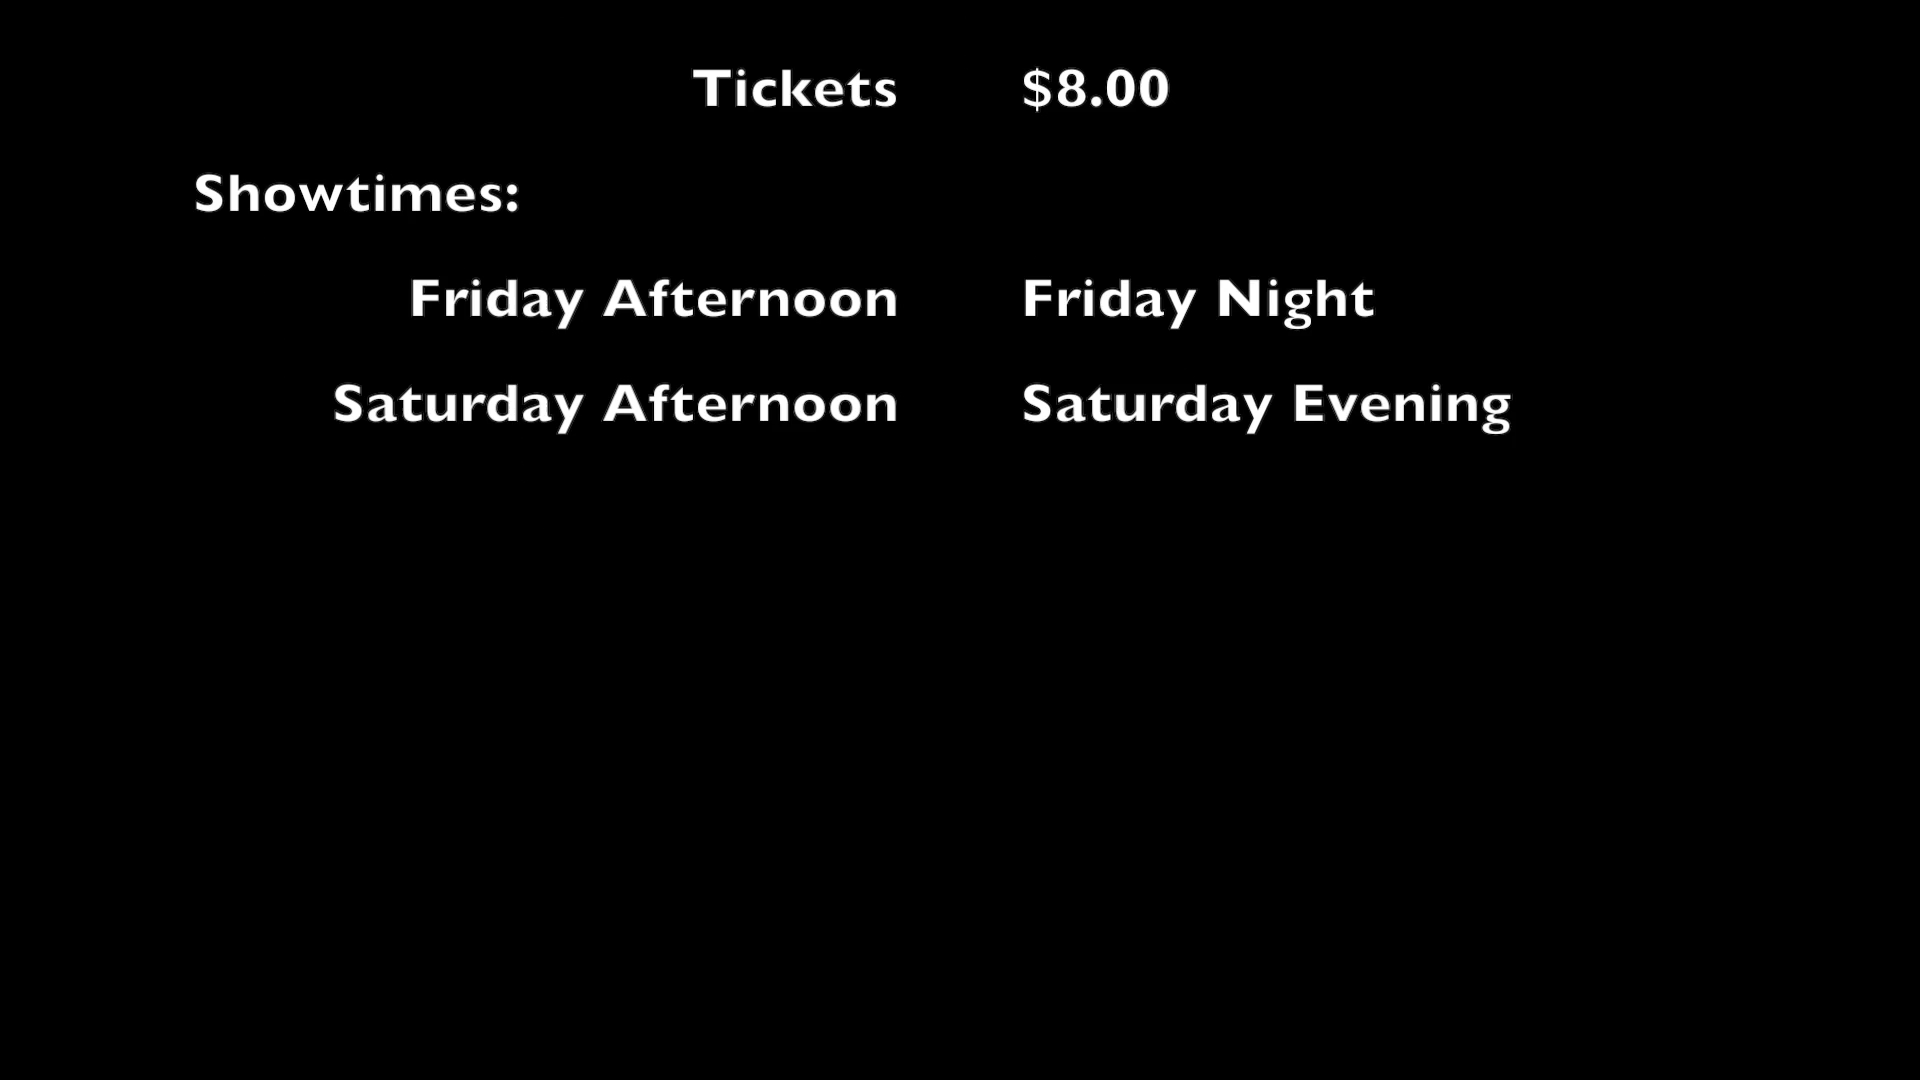 Tickets $8.00
Showtimes:
Friday Afternoon Friday Night
Saturday Afternoon Saturday Evening